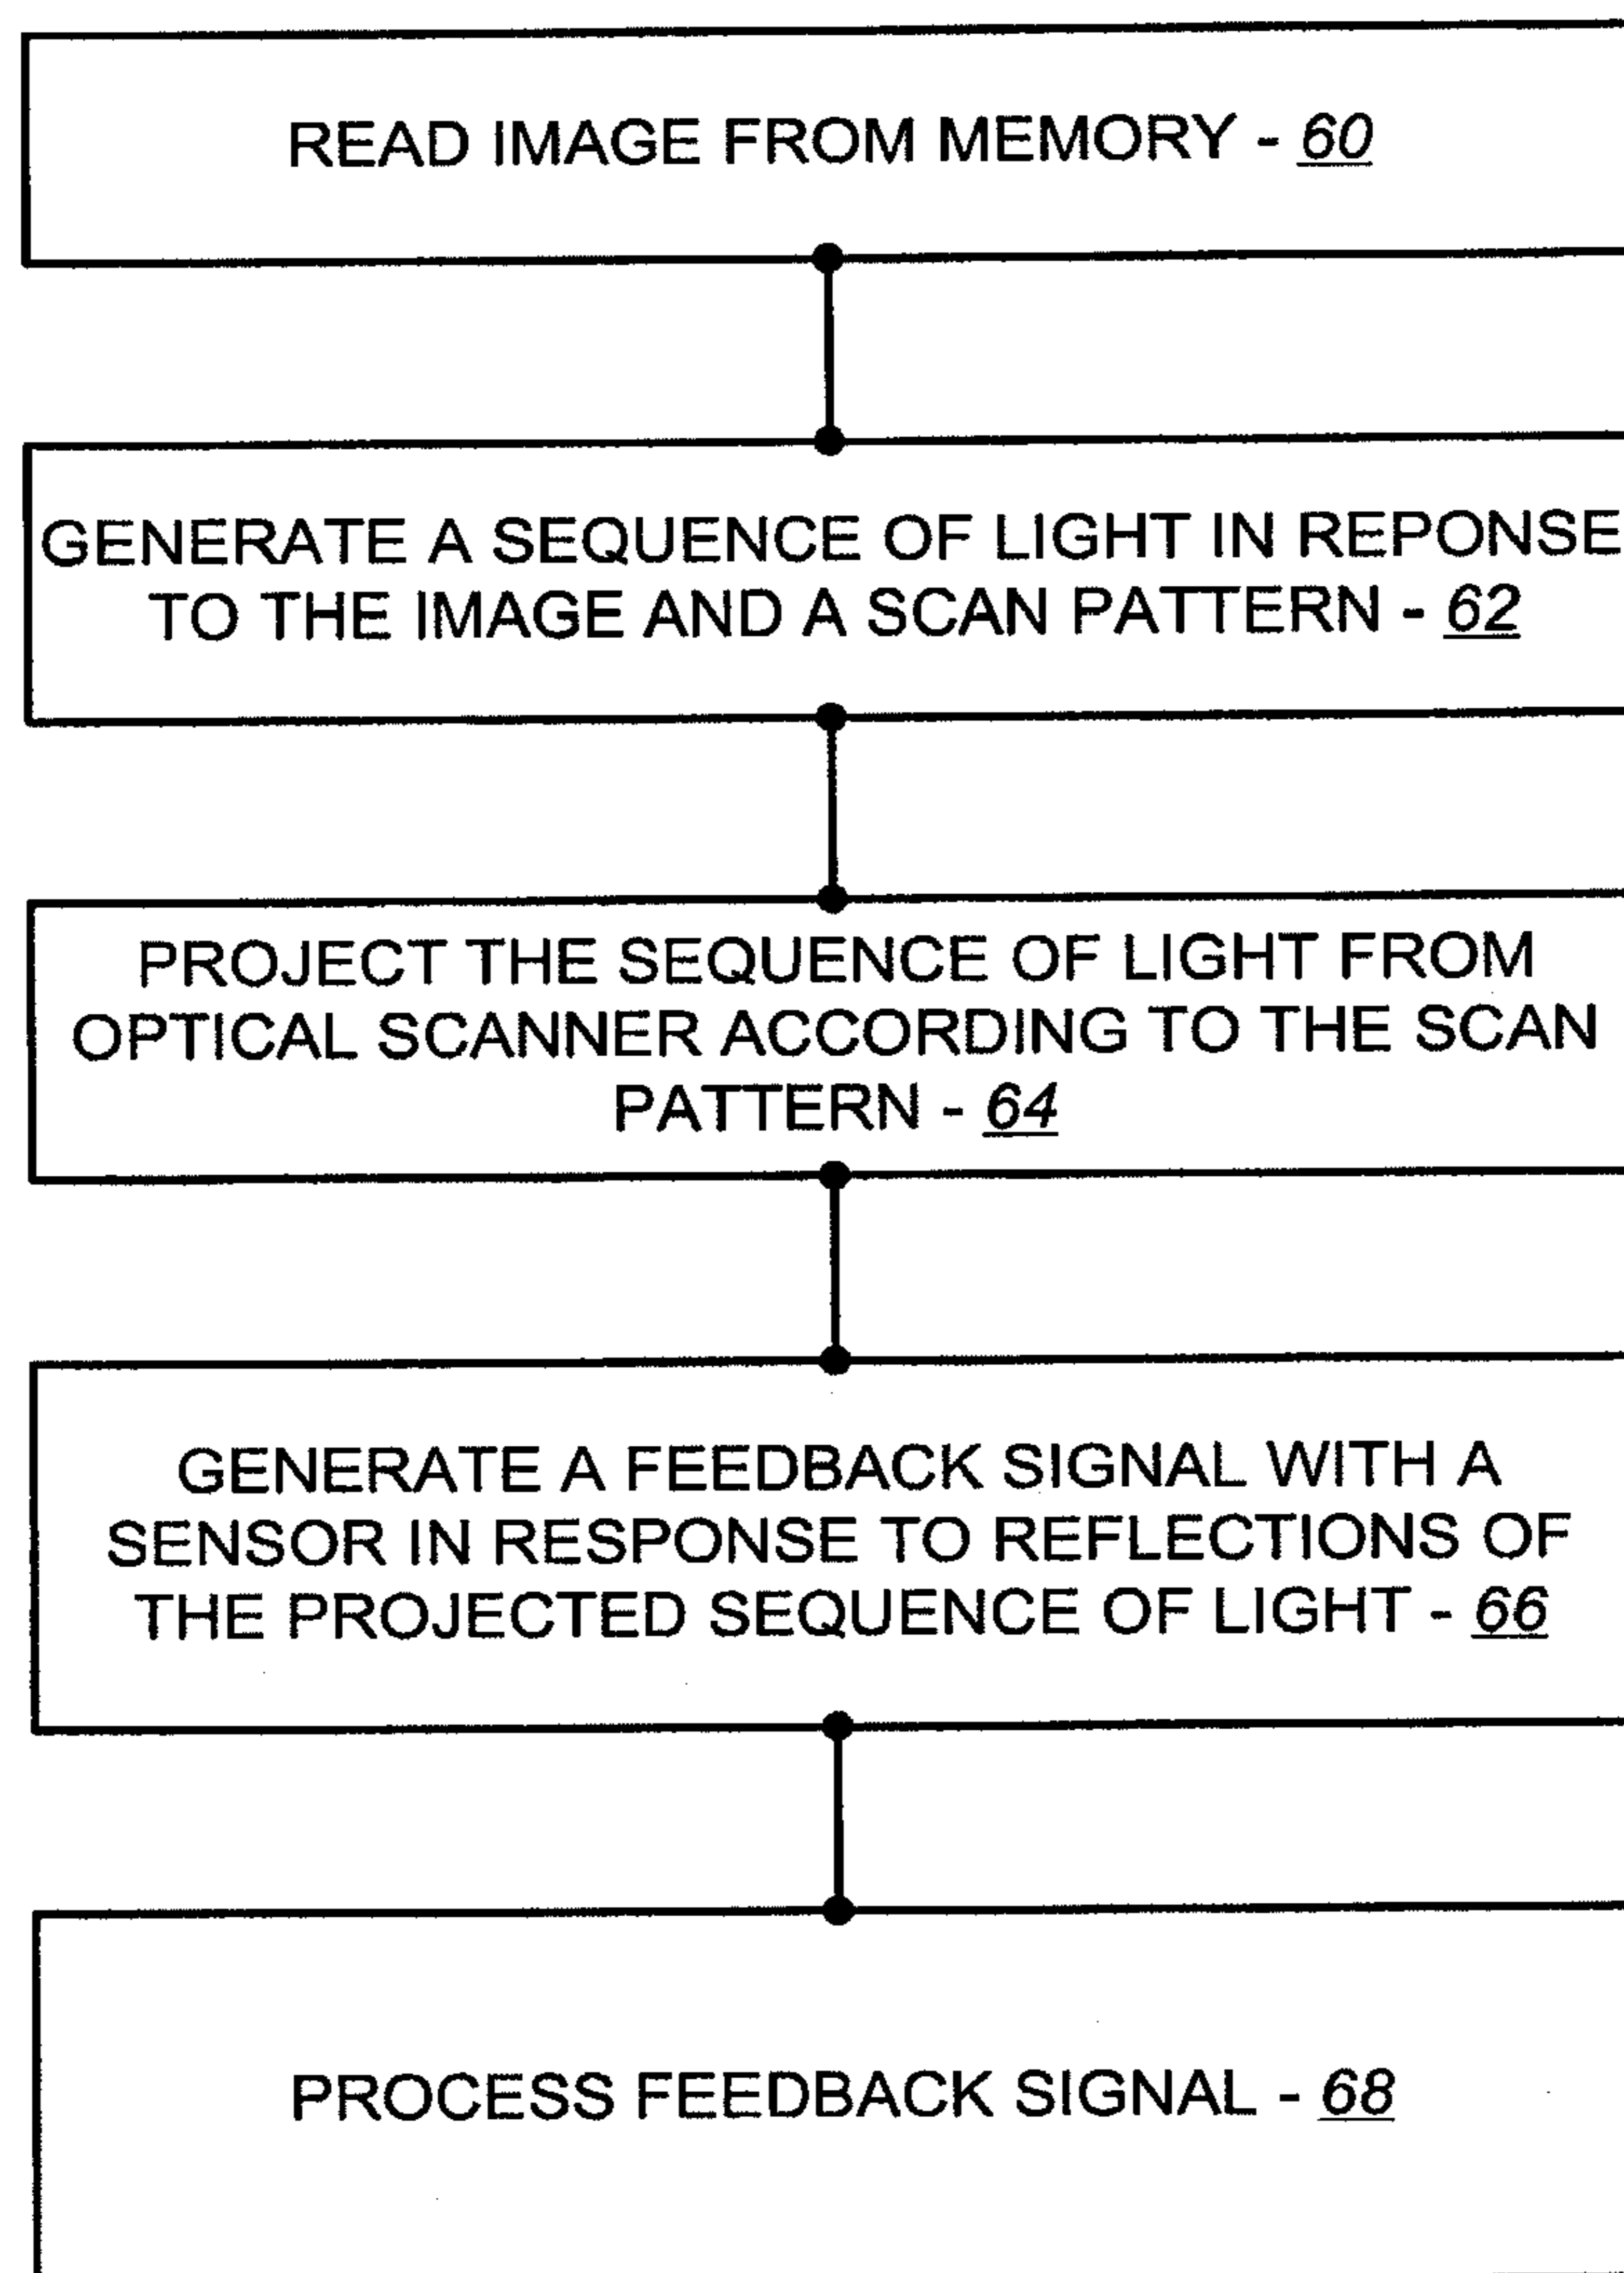 READ IMAGE FROM MEMORY - 60
GENERATE A SEQUENCE OF LIGHT IN REPONSE
TO THE IMAGE AND A SCAN PATTERN - 62
PROJECT THE SEQUENCE OF LIGHT FROM
OPTICAL SCANNER ACCORDING TO THE SCAN
PATTERN - 64
GENERATE A FEEDBACK SIGNAL WITH A
SENSOR IN RESPONSE TO REFLECTIONS OF
THE PROJECTED SEQUENCE OF LIGHT - 66
PROCESS FEEDBACK SIGNAL - 68